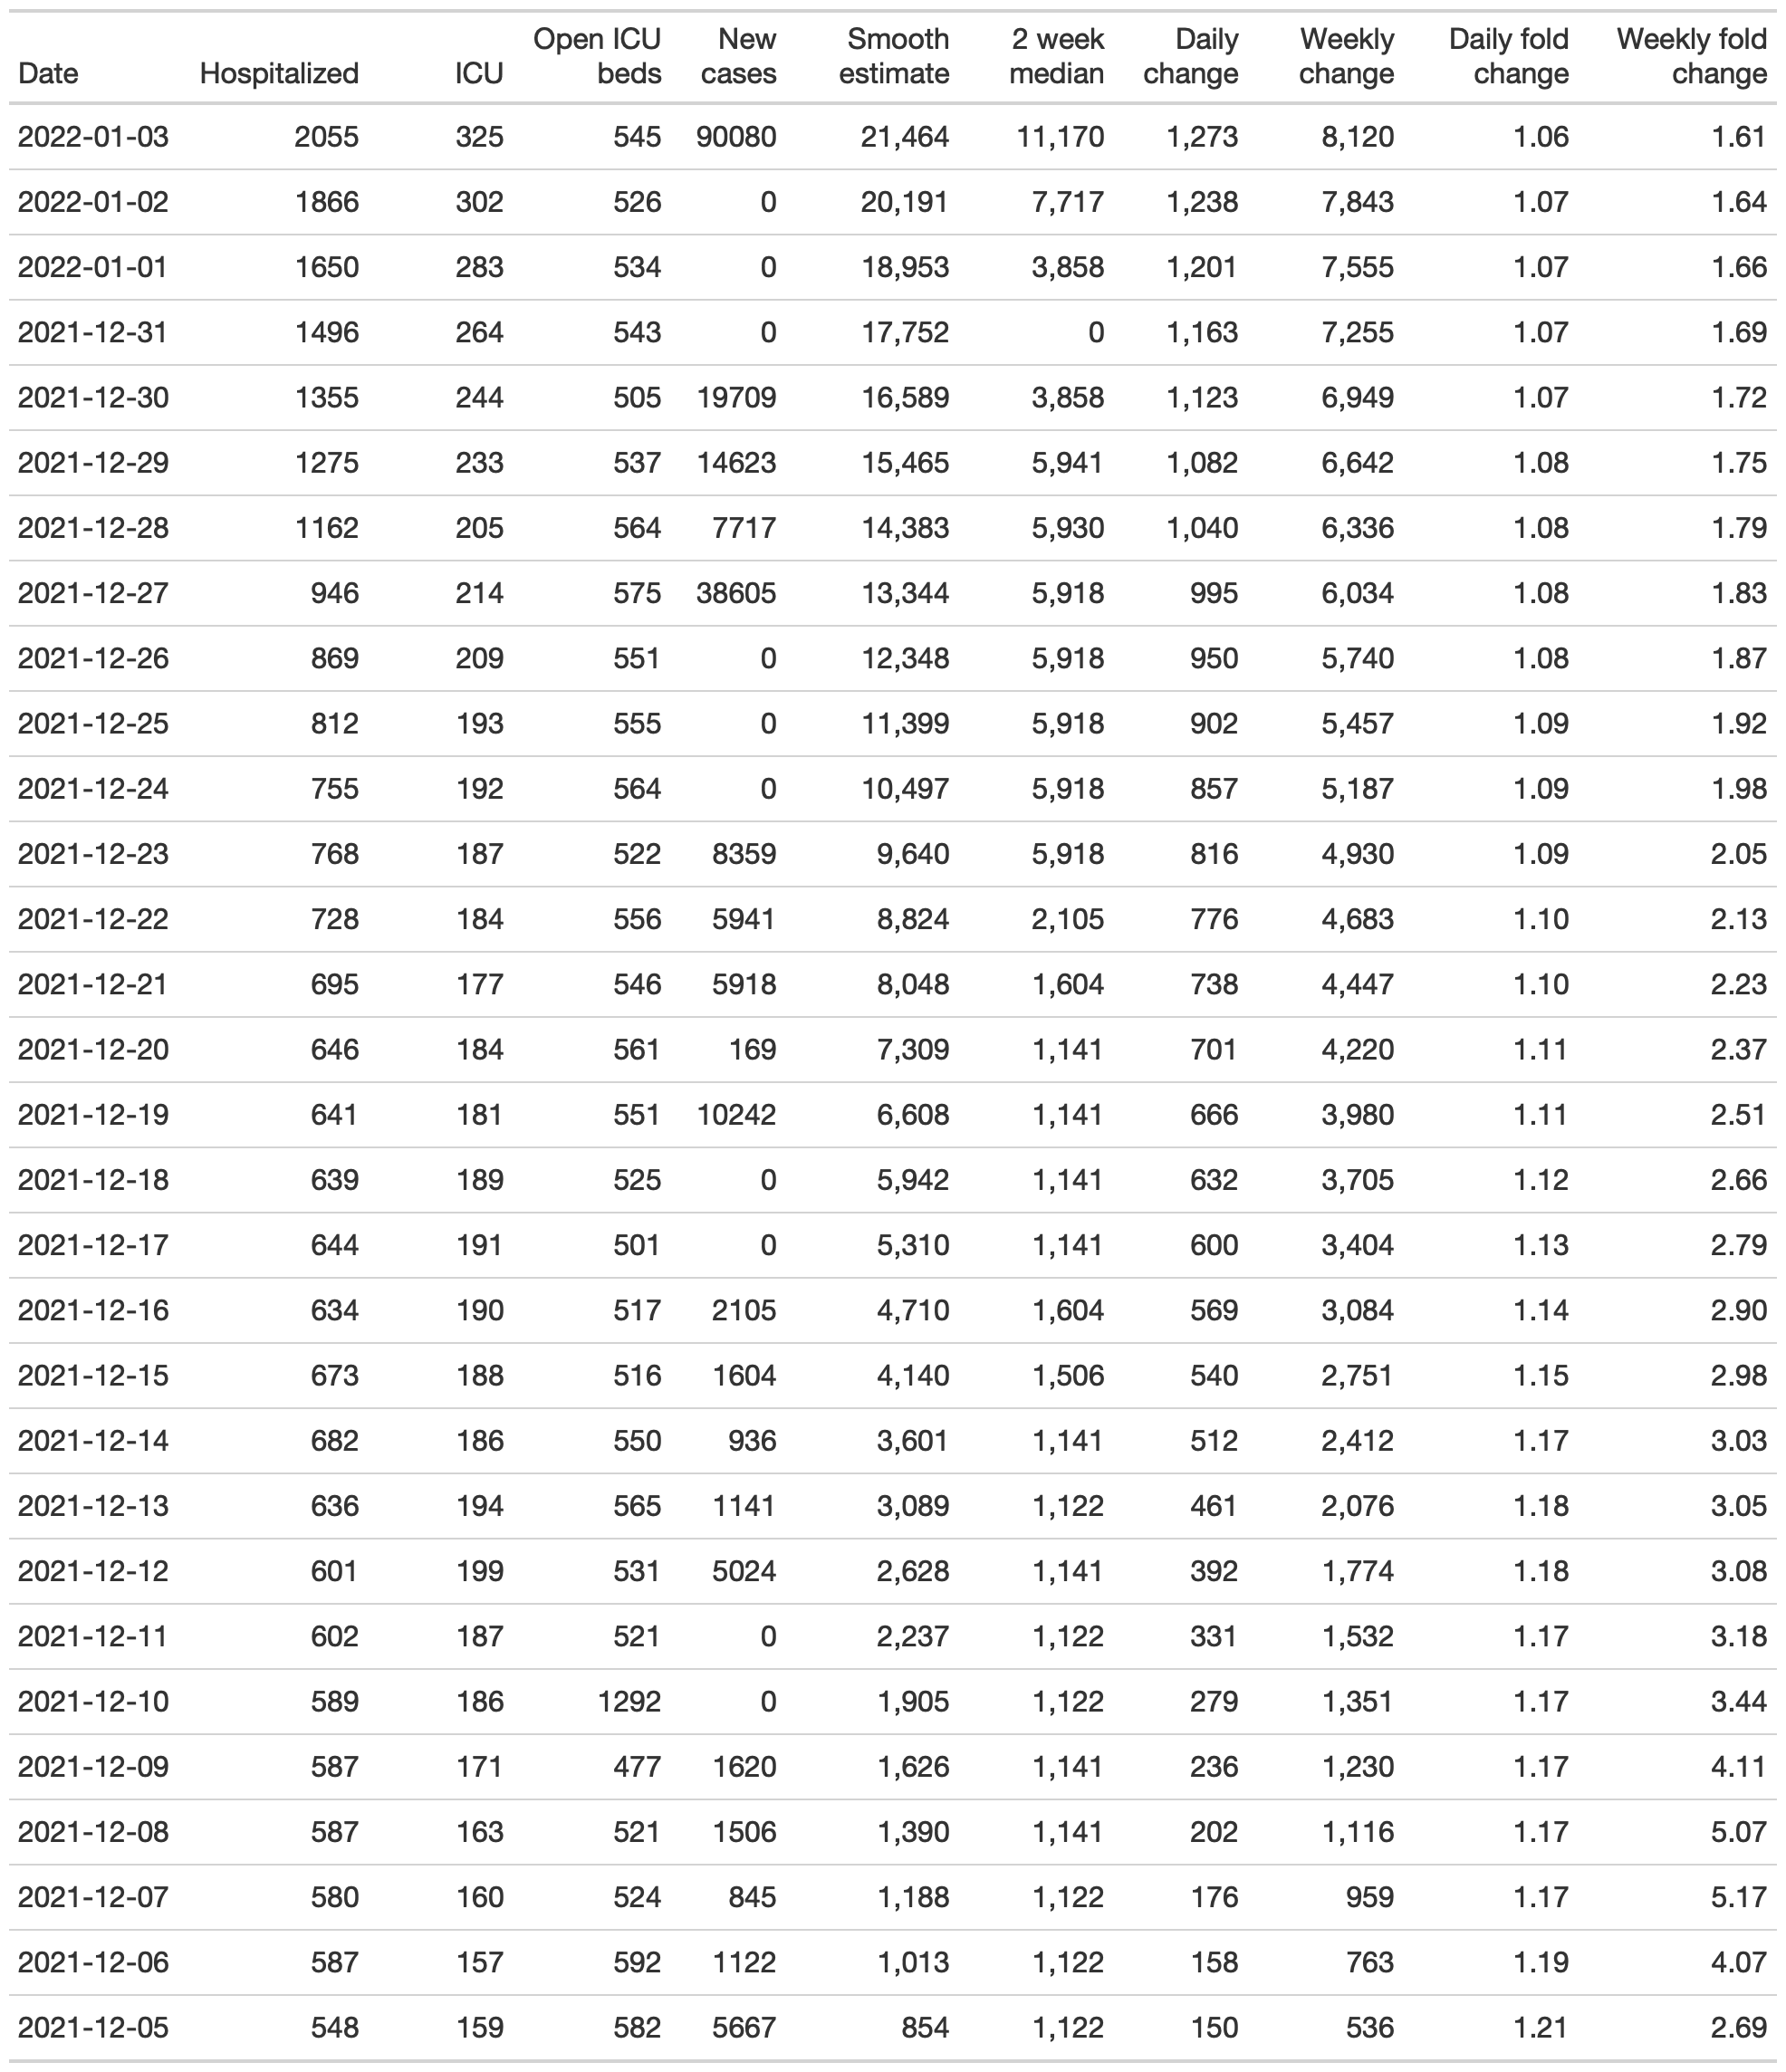 Date Hospitalized ICU Open ICU beds New cases Smooth estimate 2 week median Daily change Weekly change Daily fold change Weekly fold change
2022-01-03 2055 325 545 90080 21,464 11,170 1,273 8,120 1.06 1.61
2022-01-02 1866 302 526 0 20,191 7,717 1,238 7,843 1.07 1.64
2022-01-01 1650 283 534 0 18,953 3,858 1,201 7,555 1.07 1.66
2021-12-31 1496 264 543 0 17,752 0 1,163 7,255 1.07 1.69
2021-12-30 1355 244 505 19709 16,589 3,858 1,123 6,949 1.07 1.72
2021-12-29 1275 233 537 14623 15,465 5,941 1,082 6,642 1.08 1.75
2021-12-28 1162 205 564 7717 14,383 5,930 1,040 6,336 1.08 1.79
2021-12-27 946 214 575 38605 13,344 5,918 995 6,034 1.08 1.83
2021-12-26 869 209 551 0 12,348 5,918 950 5,740 1.08 1.87
2021-12-25 812 193 555 0 11,399 5,918 902 5,457 1.09 1.92
2021-12-24 755 192 564 0 10,497 5,918 857 5,187 1.09 1.98
2021-12-23 768 187 522 8359 9,640 5,918 816 4,930 1.09 2.05
2021-12-22 728 184 556 5941 8,824 2,105 776 4,683 1.10 2.13
2021-12-21 695 177 546 5918 8,048 1,604 738 4,447 1.10 2.23
2021-12-20 646 184 561 169 7,309 1,141 701 4,220 1.11 2.37
2021-12-19 641 181 551 10242 6,608 1,141 666 3,980 1.11 2.51
2021-12-18 639 189 525 0 5,942 1,141 632 3,705 1.12 2.66
2021-12-17 644 191 501 0 5,310 1,141 600 3,404 1.13 2.79
2021-12-16 634 190 517 2105 4,710 1,604 569 3,084 1.14 2.90
2021-12-15 673 188 516 1604 4,140 1,506 540 2,751 1.15 2.98
2021-12-14 682 186 550 936 3,601 1,141 512 2,412 1.17 3.03
2021-12-13 636 194 565 1141 3,089 1,122 461 2,076 1.18 3.05
2021-12-12 601 199 531 5024 2,628 1,141 392 1,774 1.18 3.08
2021-12-11 602 187 521 0 2,237 1,122 331 1,532 1.17 3.18
2021-12-10 589 186 1292 0 1,905 1,122 279 1,351 1.17 3.44
2021-12-09 587 171 477 1620 1,626 1,141 236 1,230 1.17 4.11
2021-12-08 587 163 521 1506 1,390 1,141 202 1,116 1.17 5.07
2021-12-07 580 160 524 845 1,188 1,122 176 959 1.17 5.17
2021-12-06 587 157 592 1122 1,013 1,122 158 763 1.19 4.07
2021-12-05 548 159 582 5667 854 1,122 150 536 1.21 2.69